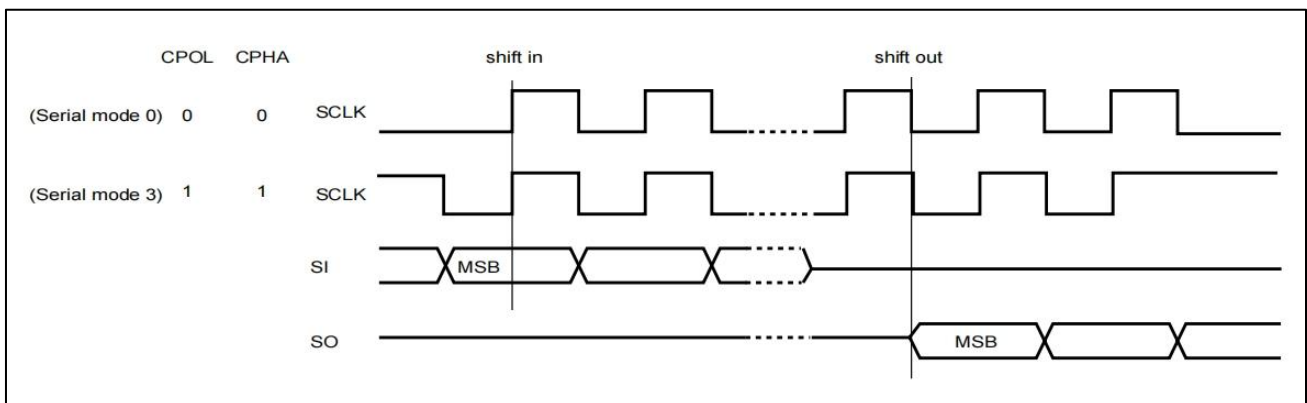 CPOL CPHA shift in shift out
(Serial mode 0) 0 0 SCLK
(Serial mode 3) 1 1 SCLK
SI MSB
SO MSB